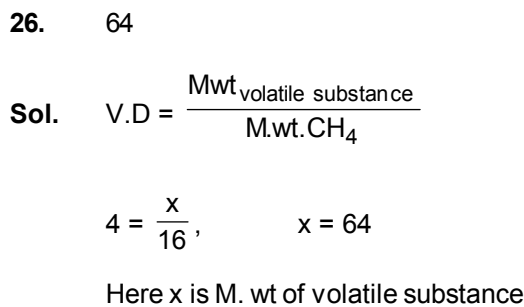 26. 64
Sol. V.D = Mwt volatile substance / M.wt.CH4
4 = x / 16 , x = 64
Here x is M. wt of volatile substance